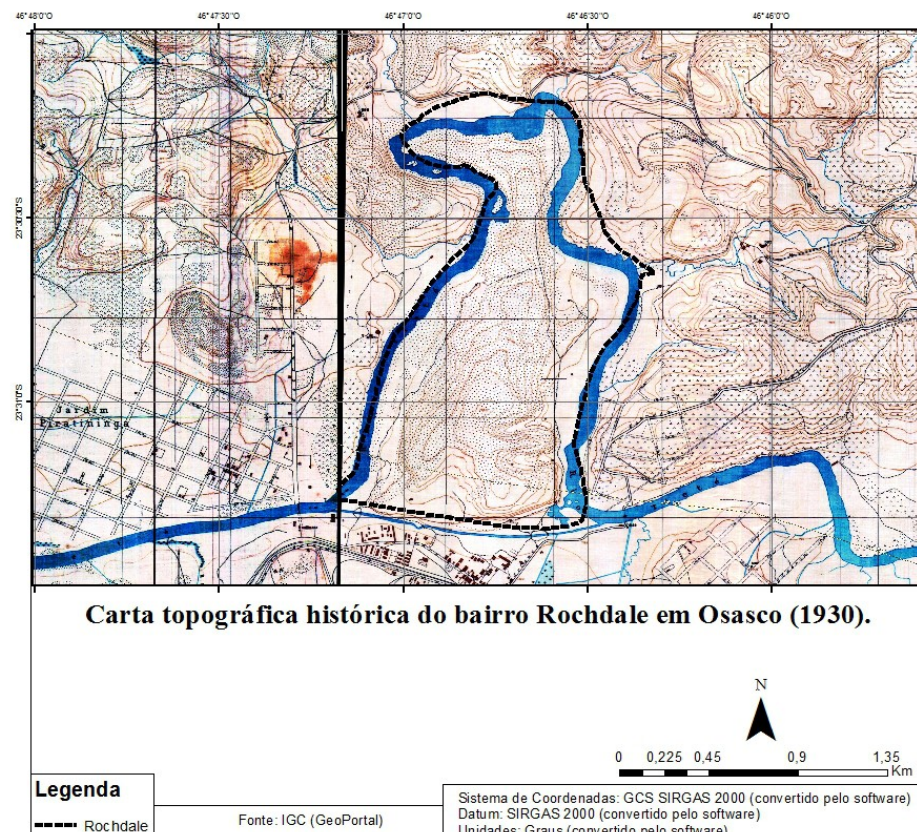 46°48'0"O 46°47'30"O 46°47'0"O 46°46'30"O 46°46'0"O
23°30'30"S
23°31'0"S
Jardim
Piratininga
Carta topográfica histórica do bairro Rochdale em Osasco (1930).
N
0 0,225 0,45 0,9 1,35
Km
Legenda
Rochdale
Fonte: IGC (GeoPortal)
Sistema de Coordenadas: GCS SIRGAS 2000 (convertido pelo software)
Datum: SIRGAS 2000 (convertido pelo software)
Unidades: Graus (convertido pelo software)